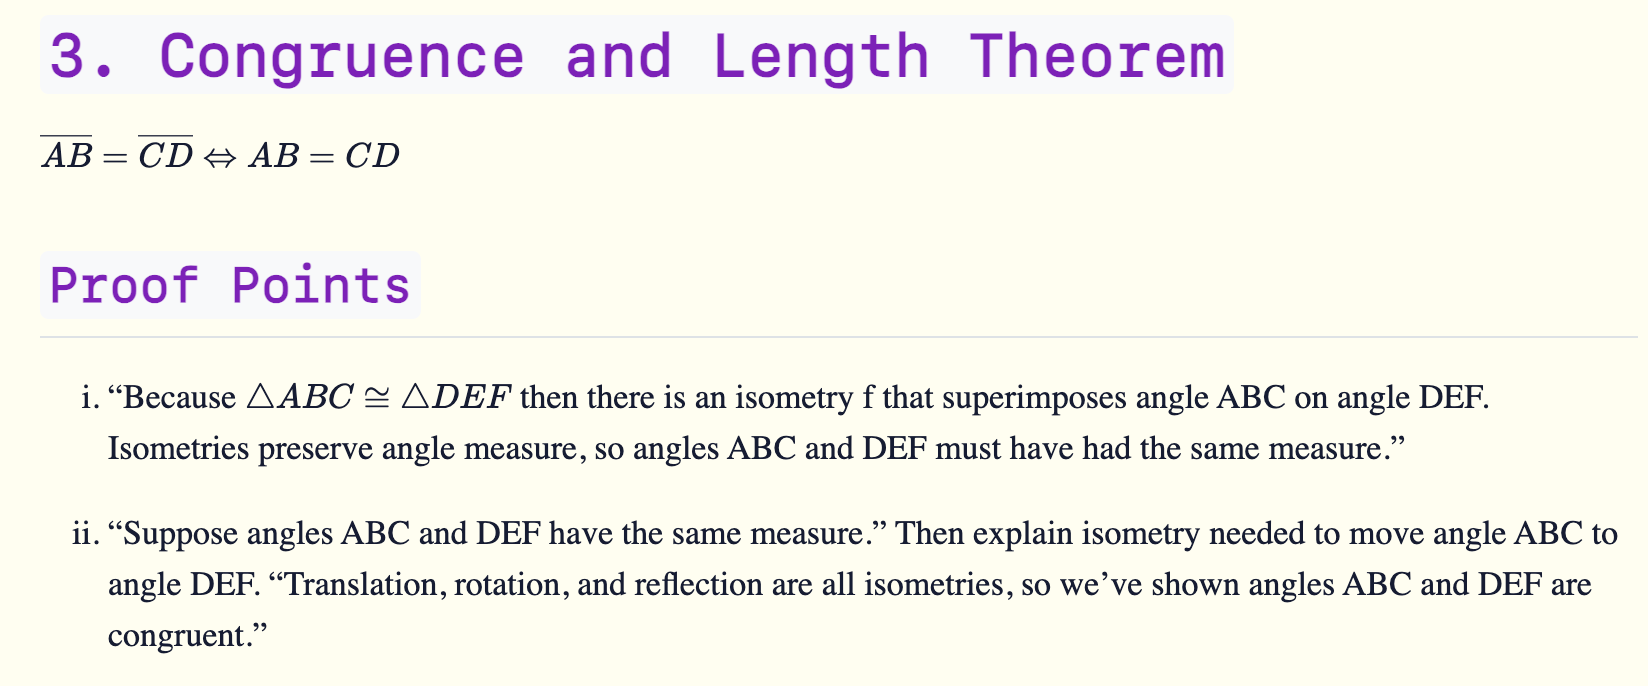 3. Congruence and Length Theorem
$\overline{AB} = \overline{CD} \Leftrightarrow AB = CD$
Proof Points
i. “Because △ABC ≅ △DEF then there is an isometry f that superimposes angle ABC on angle DEF.
Isometries preserve angle measure, so angles ABC and DEF must have had the same measure.”
ii. “Suppose angles ABC and DEF have the same measure.” Then explain isometry needed to move angle ABC to
angle DEF. “Translation, rotation, and reflection are all isometries, so we’ve shown angles ABC and DEF are
congruent.”